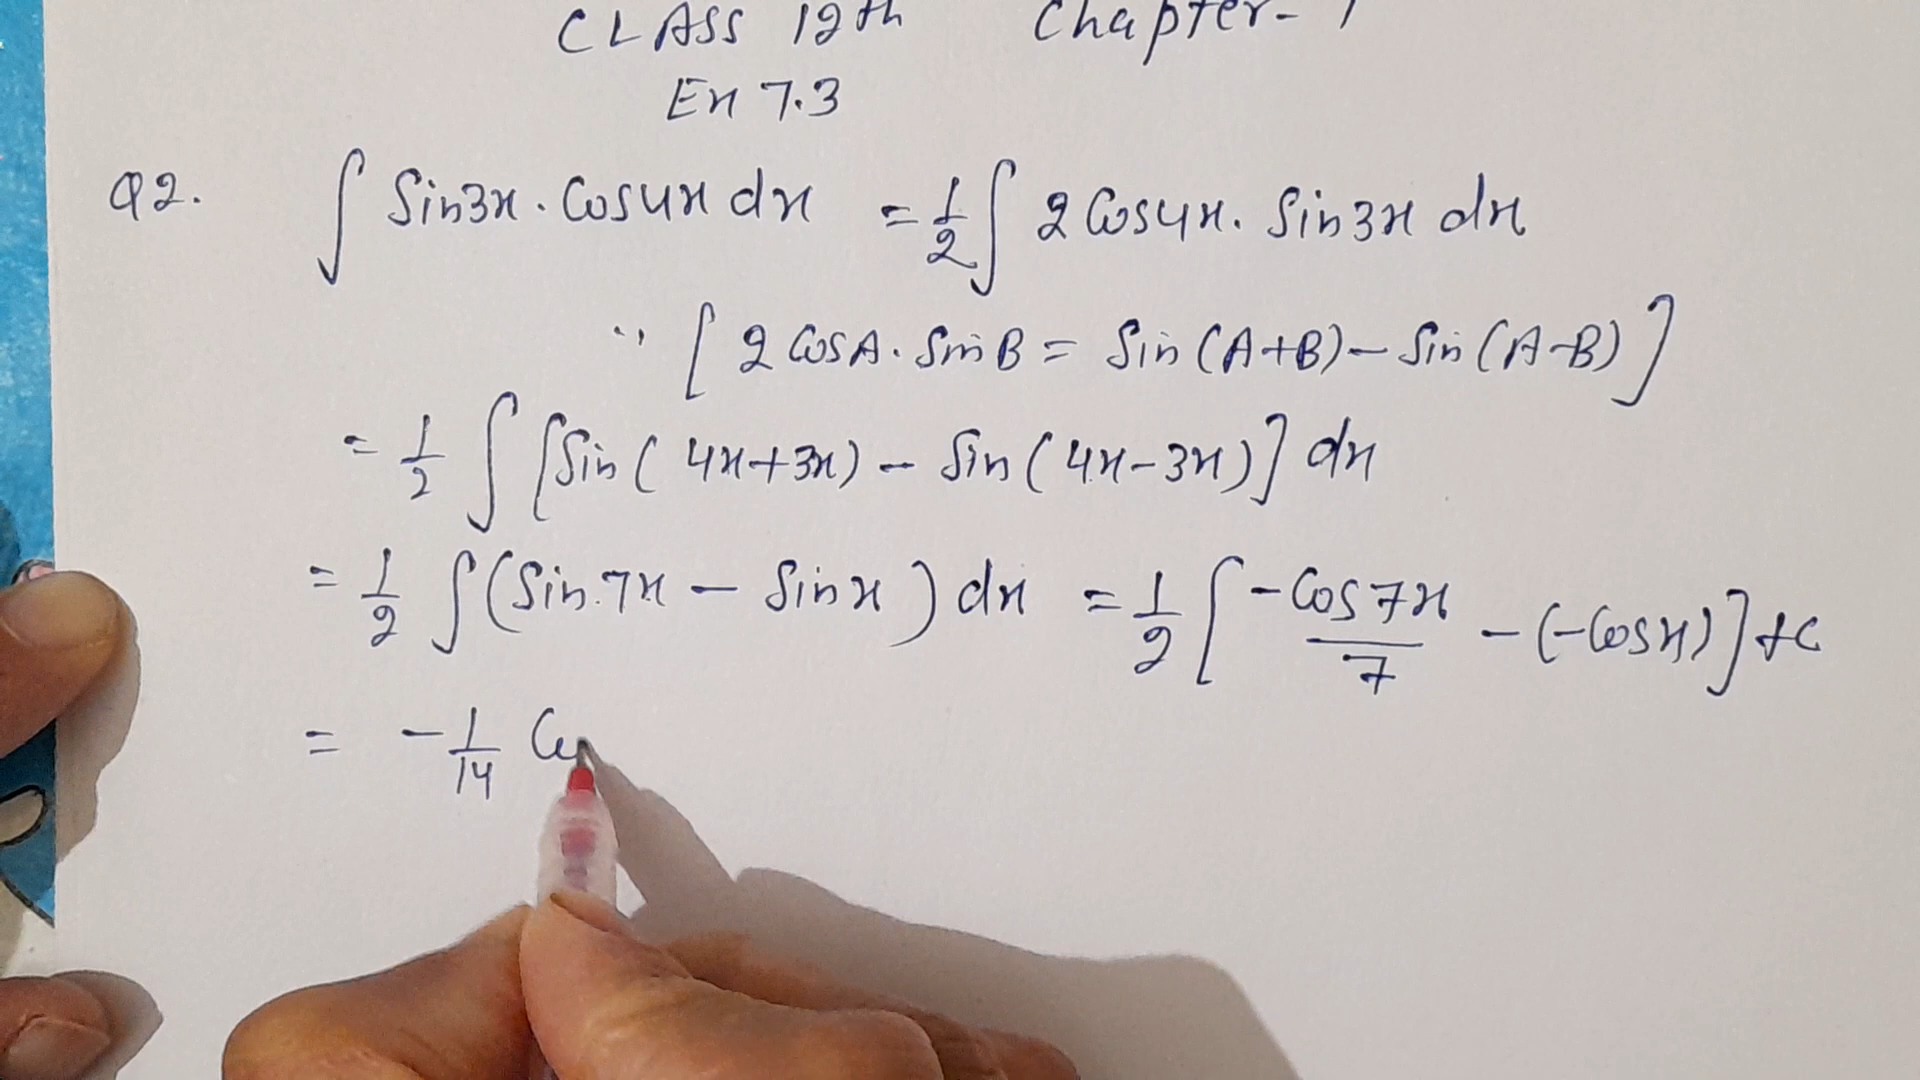 CLASS 12th Chapter-
Ex 7.3
Q2. ∫ Sin3x . Cos4x dx = 1/2 ∫ 2 Cos4x. Sin3x dx
∵ [ 2 CosA . SinB = Sin(A+B) - Sin(A-B) ]
= 1/2 ∫ [Sin( 4x+3x) - Sin( 4x-3x)] dx
= 1/2 ∫ (Sin7x - Sinx ) dx = 1/2 [ -Cos7x/7 - (-Cosx) ] +C
= -1/14